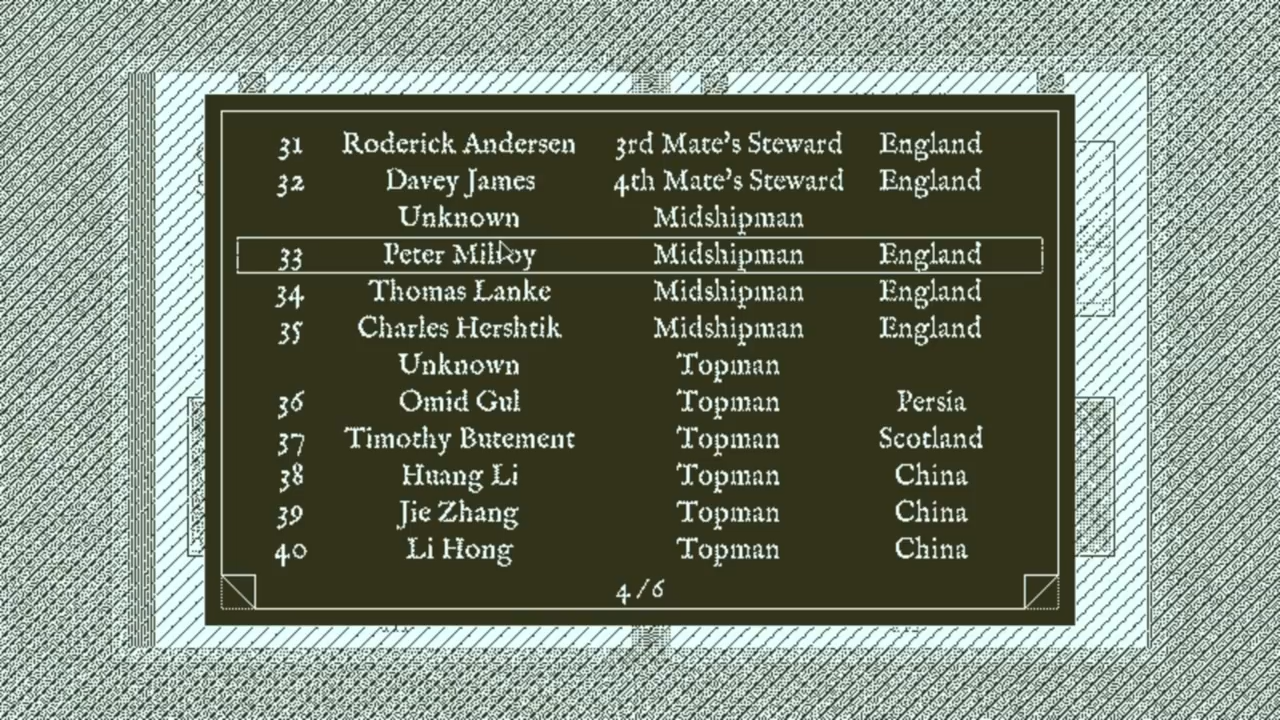 31 Roderick Andersen 3rd Mate's Steward England
32 Davey James 4th Mate's Steward England
Unknown Midshipman
33 Peter Milroy Midshipman England
34 Thomas Lanke Midshipman England
35 Charles Hershtik Midshipman England
Unknown Topman
36 Omid Gul Topman Persia
37 Timothy Butement Topman Scotland
38 Huang Li Topman China
39 Jie Zhang Topman China
40 Li Hong Topman China
4/6